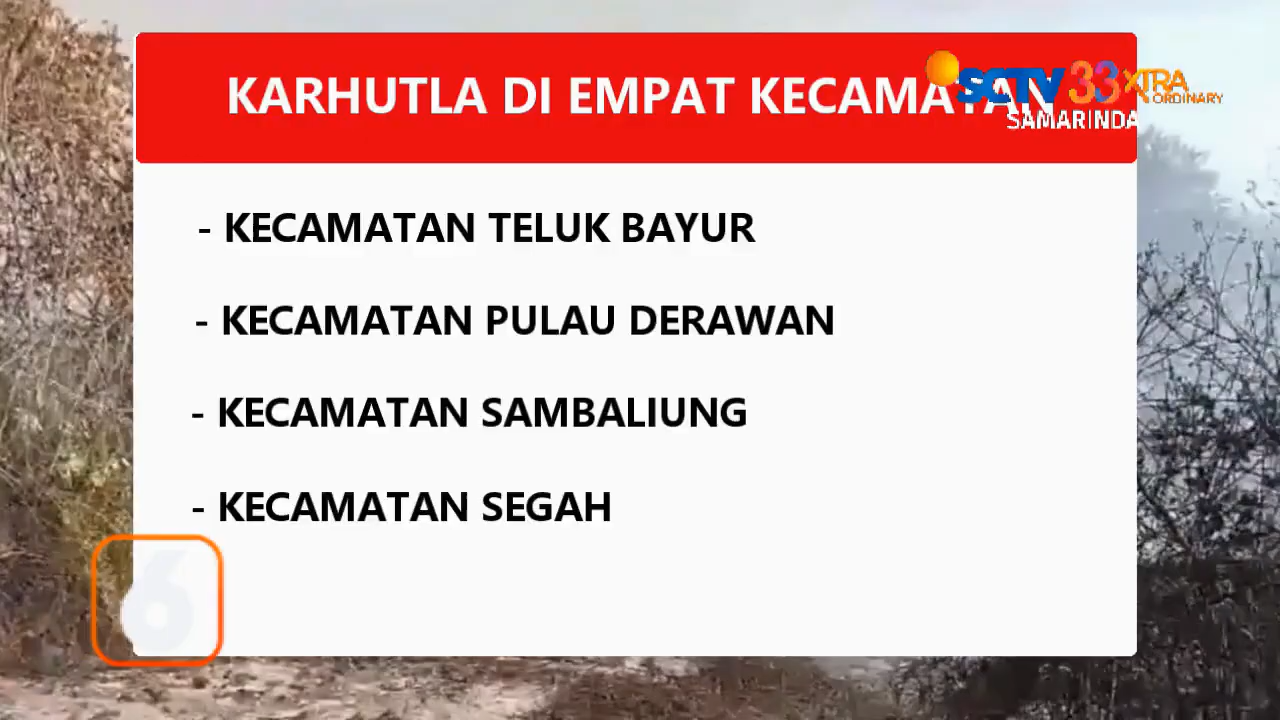 KARHUTLA DI EMPAT KECAMATAN
SCTV 33 XTRA
ORDINARY
SAMARINDA
- KECAMATAN TELUK BAYUR
- KECAMATAN PULAU DERAWAN
- KECAMATAN SAMBALIUNG
- KECAMATAN SEGAH
6